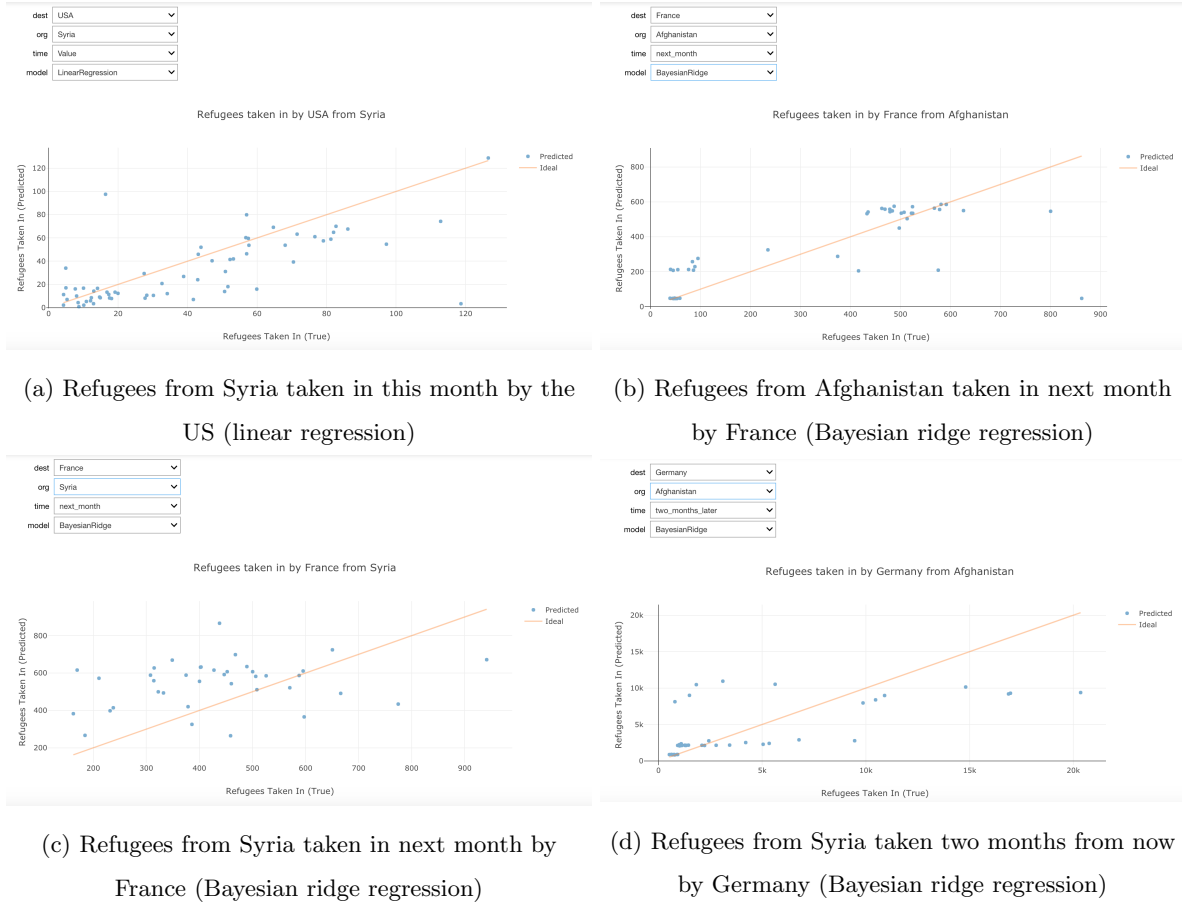 dest USA
org Syria
time Value
model LinearRegression
Refugees taken in by USA from Syria
Refugees Taken In (Predicted)
120
100
80
60
40
20
0
0 20 40 60 80 100 120
Refugees Taken In (True)
Predicted
Ideal
(a) Refugees from Syria taken in this month by the
US (linear regression)
dest France
org Afghanistan
time next_month
model BayesianRidge
Refugees taken in by France from Afghanistan
Refugees Taken In (Predicted)
800
600
400
200
0
0 100 200 300 400 500 600 700 800 900
Refugees Taken In (True)
Predicted
Ideal
(b) Refugees from Afghanistan taken in next month
by France (Bayesian ridge regression)
dest France
org Syria
time next_month
model BayesianRidge
Refugees taken in by France from Syria
Refugees Taken In (Predicted)
800
600
400
200
200 300 400 500 600 700 800 900
Refugees Taken In (True)
Predicted
Ideal
(c) Refugees from Syria taken in next month by
France (Bayesian ridge regression)
dest Germany
org Afghanistan
time two_months_later
model BayesianRidge
Refugees taken in by Germany from Afghanistan
Refugees Taken In (Predicted)
20k
15k
10k
5k
0
0 5k 10k 15k 20k
Refugees Taken In (True)
Predicted
Ideal
(d) Refugees from Syria taken two months from now
by Germany (Bayesian ridge regression)